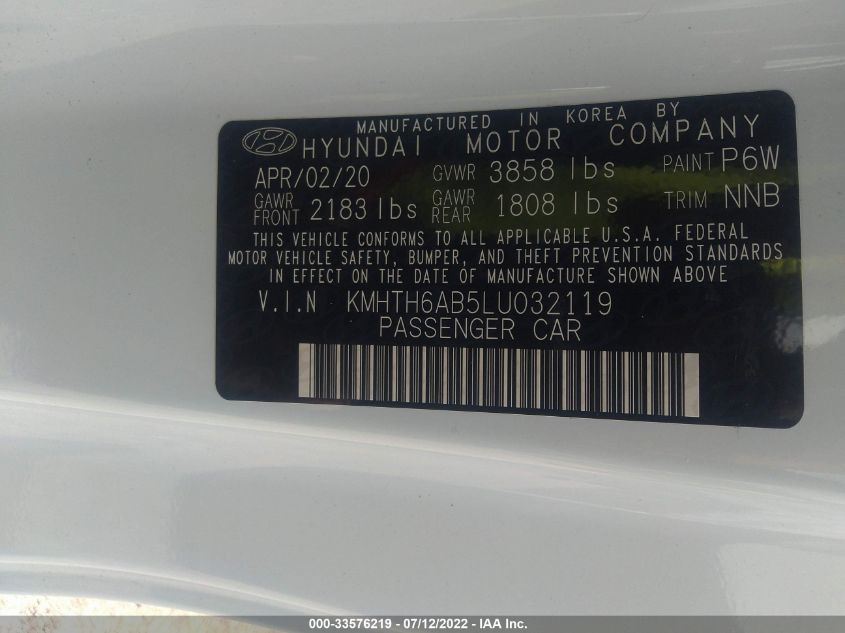 MANUFACTURED IN KOREA BY
HYUNDAI MOTOR COMPANY
APR/02/20 GVWR 3858 lbs PAINT P6W
GAWR FRONT 2183 lbs GAWR REAR 1808 lbs TRIM NNB
THIS VEHICLE CONFORMS TO ALL APPLICABLE U.S.A. FEDERAL
MOTOR VEHICLE SAFETY, BUMPER, AND THEFT PREVENTION STANDARDS
IN EFFECT ON THE DATE OF MANUFACTURE SHOWN ABOVE
V.I.N KMHTH6AB5LU032119
PASSENGER CAR
000-33576219 - 07/12/2022 - IAA Inc.